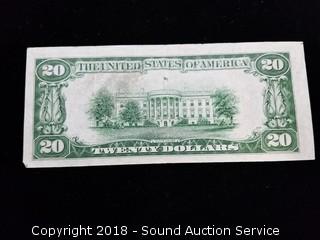 THE UNITED STATES OF AMERICA
20 20
20 20
TWENTY DOLLARS
Copyright 2018 - Sound Auction Service